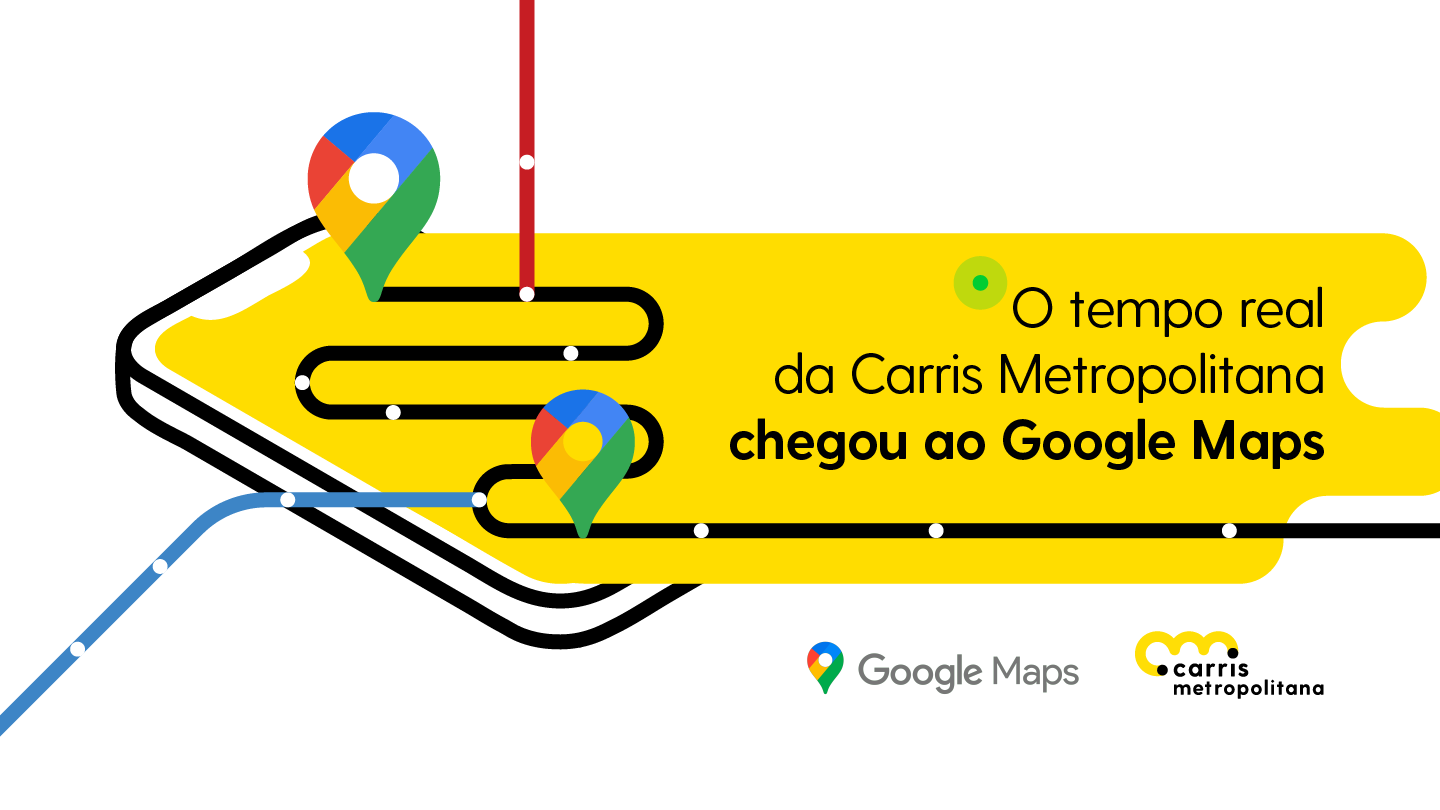 O tempo real
da Carris Metropolitana
chegou ao Google Maps
Google Maps
carris
metropolitana